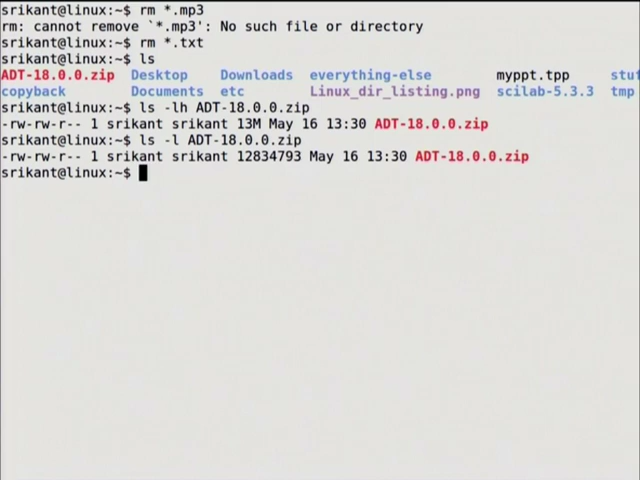 srikant@linux:~$ rm *.mp3
rm: cannot remove `*.mp3': No such file or directory
srikant@linux:~$ rm *.txt
srikant@linux:~$ ls
ADT-18.0.0.zip Desktop Downloads everything-else myppt.tpp stuf
copyback Documents etc Linux_dir_listing.png scilab-5.3.3 tmp
srikant@linux:~$ ls -lh ADT-18.0.0.zip
-rw-rw-r-- 1 srikant srikant 13M May 16 13:30 ADT-18.0.0.zip
srikant@linux:~$ ls -l ADT-18.0.0.zip
-rw-rw-r-- 1 srikant srikant 12834793 May 16 13:30 ADT-18.0.0.zip
srikant@linux:~$